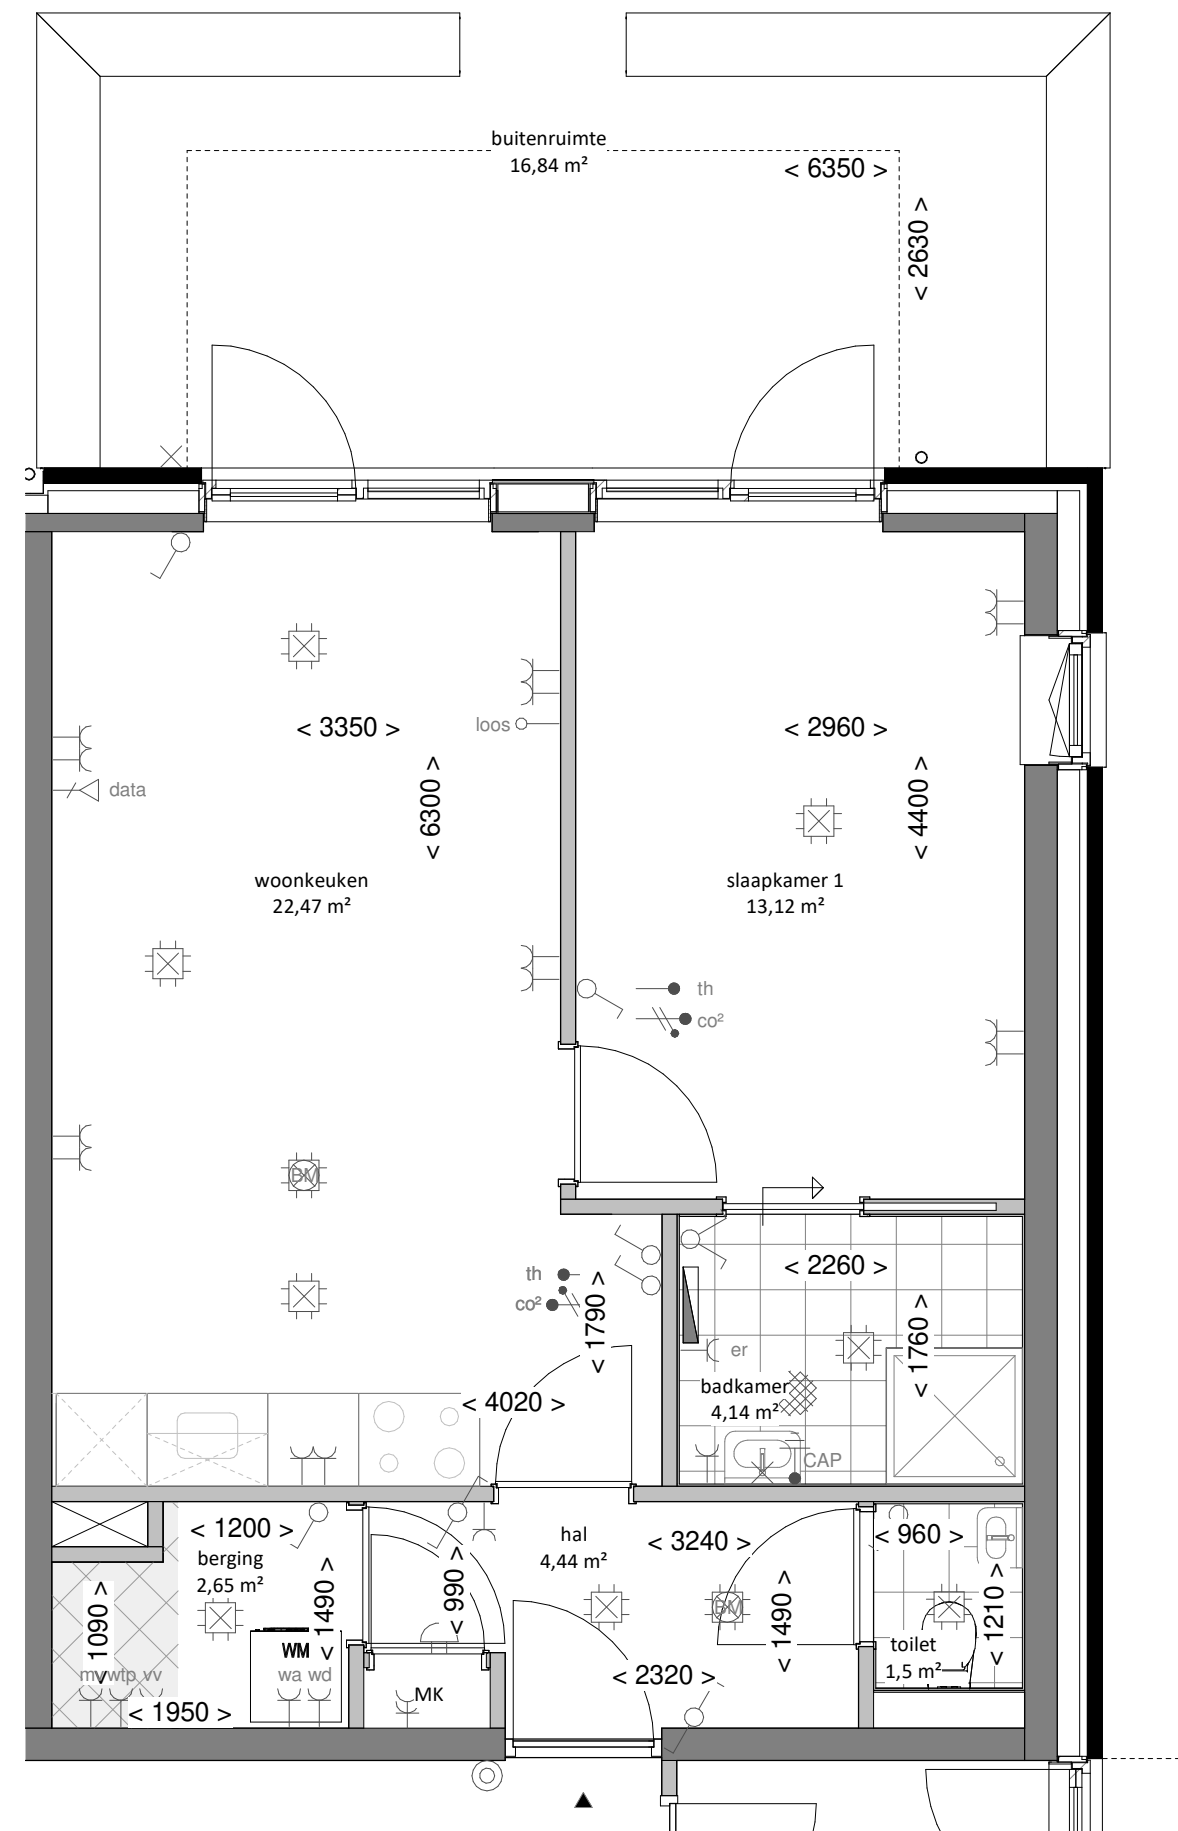 buitenruimte
16,84 m²
< 6350 >
< 2630 >
< 3350 >
loos
< 2960 >
data
< 6300 >
< 4400 >
woonkeuken
22,47 m²
slaapkamer 1
13,12 m²
th
co²
BM
th
co²
< 1790 >
< 2260 >
er
< 1760 >
badkamer
4,14 m²
< 4020 >
CAP
< 1200 >
berging
2,65 m²
< 1490 >
< 990 >
hal
4,44 m²
< 3240 >
< 960 >
< 1090 >
BM
< 1490 >
< 1210 >
WM
toilet
1,5 m²
mv wtp vv
wa wd
< 2320 >
MK
< 1950 >